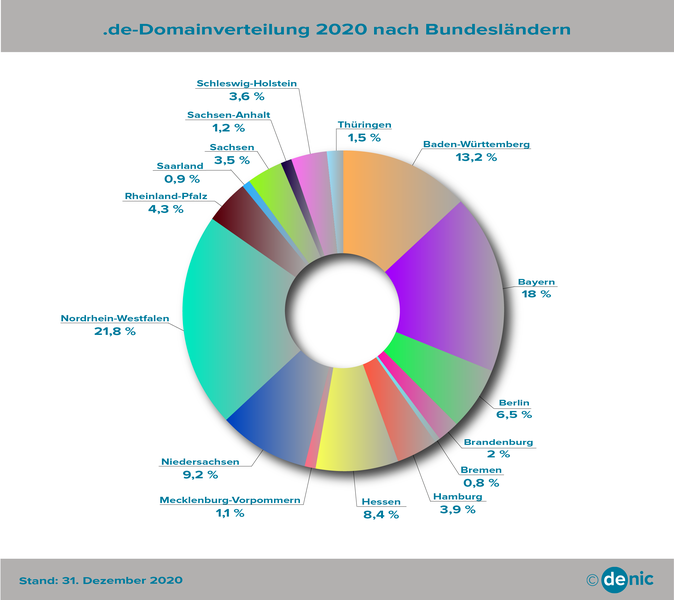 .de-Domainverteilung 2020 nach Bundesländern
Schleswig-Holstein
3,6 %
Sachsen-Anhalt
1,2 %
Sachsen
3,5 %
Saarland
0,9 %
Rheinland-Pfalz
4,3 %
Nordrhein-Westfalen
21,8 %
Niedersachsen
9,2 %
Mecklenburg-Vorpommern
1,1 %
Thüringen
1,5 %
Baden-Württemberg
13,2 %
Bayern
18 %
Berlin
6,5 %
Brandenburg
2 %
Bremen
0,8 %
Hamburg
3,9 %
Hessen
8,4 %
Stand: 31. Dezember 2020
© denic